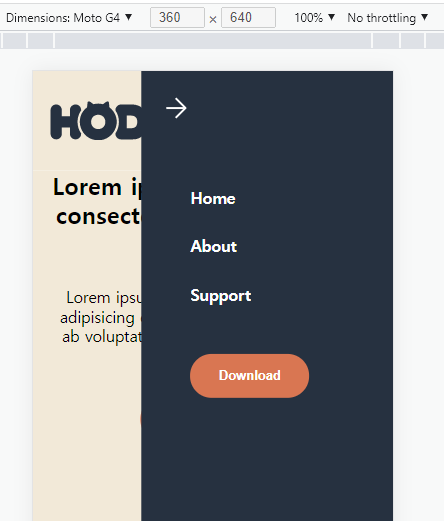 Dimensions: Moto G4 ▼ 360 × 640 100% ▼ No throttling ▼
HOD
Lorem
consect
Lorem ipsu
adipisicing
ab voluptat
Home
About
Support
Download